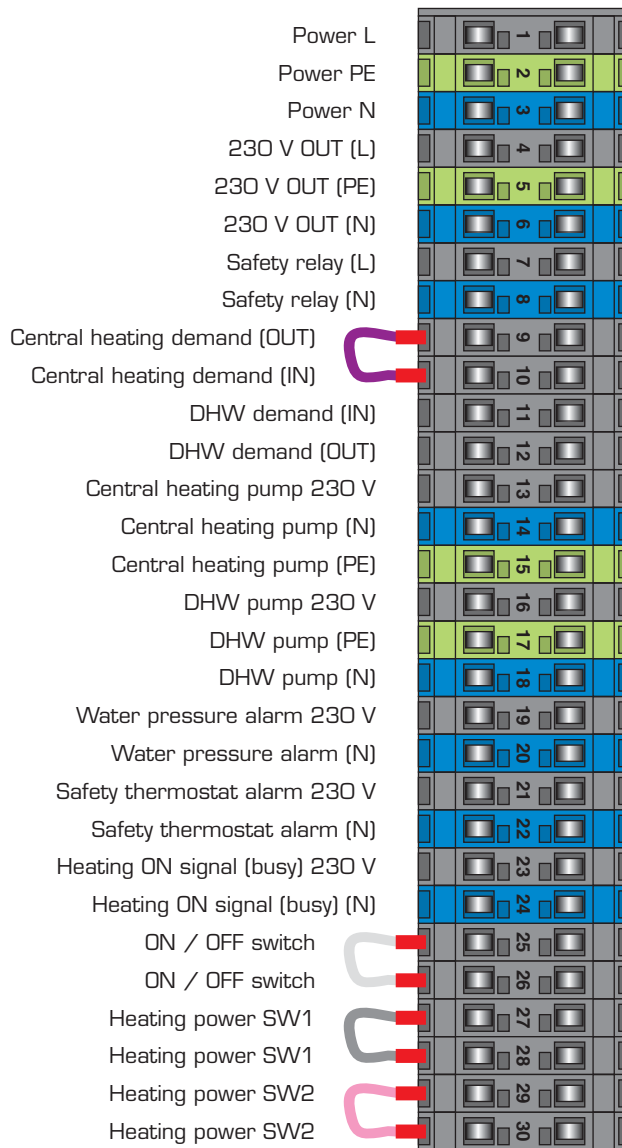 Power L 1
Power PE 2
Power N 3
230 V OUT (L) 4
230 V OUT (PE) 5
230 V OUT (N) 6
Safety relay (L) 7
Safety relay (N) 8
Central heating demand (OUT) 9
Central heating demand (IN) 10
DHW demand (IN) 11
DHW demand (OUT) 12
Central heating pump 230 V 13
Central heating pump (N) 14
Central heating pump (PE) 15
DHW pump 230 V 16
DHW pump (PE) 17
DHW pump (N) 18
Water pressure alarm 230 V 19
Water pressure alarm (N) 20
Safety thermostat alarm 230 V 21
Safety thermostat alarm (N) 22
Heating ON signal (busy) 230 V 23
Heating ON signal (busy) (N) 24
ON / OFF switch 25
ON / OFF switch 26
Heating power SW1 27
Heating power SW1 28
Heating power SW2 29
Heating power SW2 30